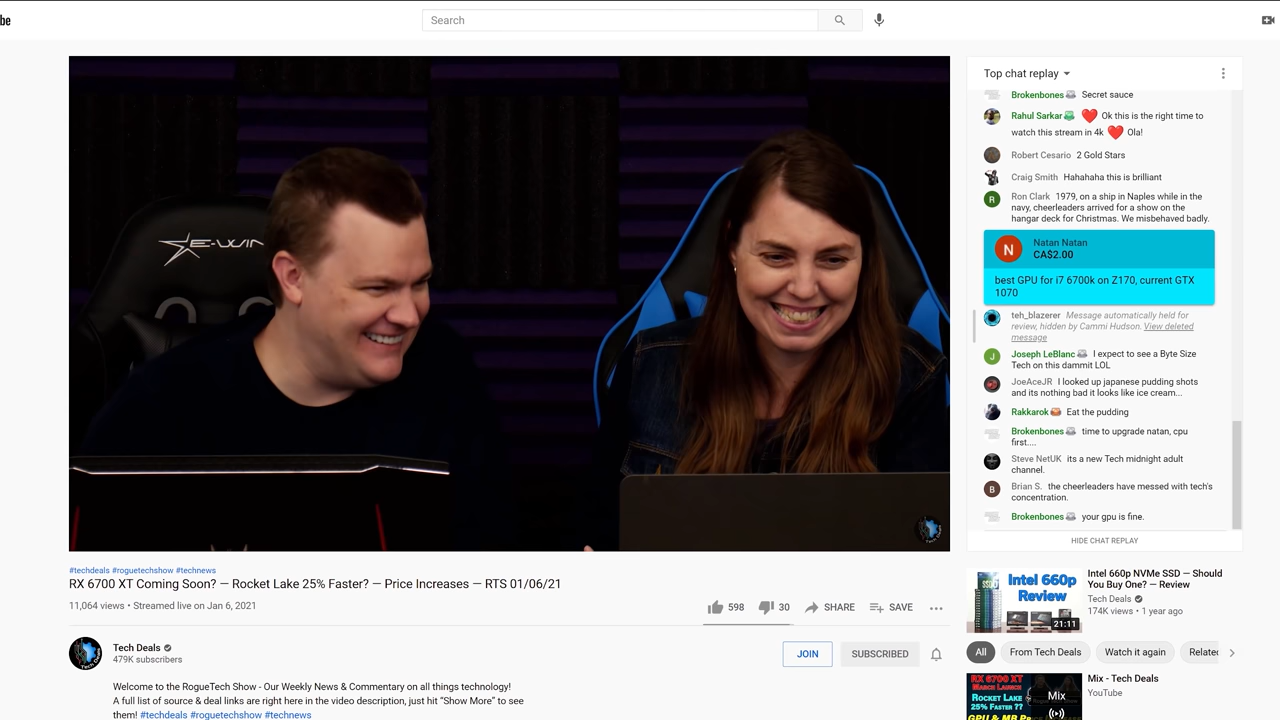 be
Search
E-WIN
#techdeals #roguetechshow #technews
RX 6700 XT Coming Soon? — Rocket Lake 25% Faster? — Price Increases — RTS 01/06/21
11,064 views • Streamed live on Jan 6, 2021
598
30
SHARE
SAVE
Tech Deals
479K subscribers
JOIN
SUBSCRIBED
Welcome to the RogueTech Show - Our Weekly News & Commentary on all things technology!
A full list of source & deal links are right here in the video description, just hit "Show More" to see
them! #techdeals #roguetechshow #technews
Top chat replay
Brokenbones Secret sauce
Rahul Sarkar ❤️ Ok this is the right time to
watch this stream in 4k ❤️ Ola!
Robert Cesario 2 Gold Stars
Craig Smith Hahahaha this is brilliant
R
Ron Clark 1979, on a ship in Naples while in the
navy, cheerleaders arrived for a show on the
hangar deck for Christmas. We misbehaved badly.
N
Natan Natan
CA$2.00
best GPU for i7 6700k on Z170, current GTX
1070
teh_blazerer Message automatically held for
review, hidden by Cammi Hudson. View deleted
message
J
Joseph LeBlanc I expect to see a Byte Size
Tech on this dammit LOL
JoeAceJR I looked up japanese pudding shots
and its nothing bad it looks like ice cream...
Rakkarok Eat the pudding
Brokenbones time to upgrade natan, cpu
first....
Steve NetUK its a new Tech midnight adult
channel.
B
Brian S. the cheerleaders have messed with tech's
concentration.
Brokenbones your gpu is fine.
HIDE CHAT REPLAY
Intel 660p
Review
21:11
Intel 660p NVMe SSD — Should
You Buy One? — Review
Tech Deals
174K views • 1 year ago
All
From Tech Deals
Watch it again
Related
RX 6700 XT
MARCH LAUNCH
ROCKET LAKE
25% FASTER ??
GPU & MB Pr
Mix
Mix - Tech Deals
YouTube